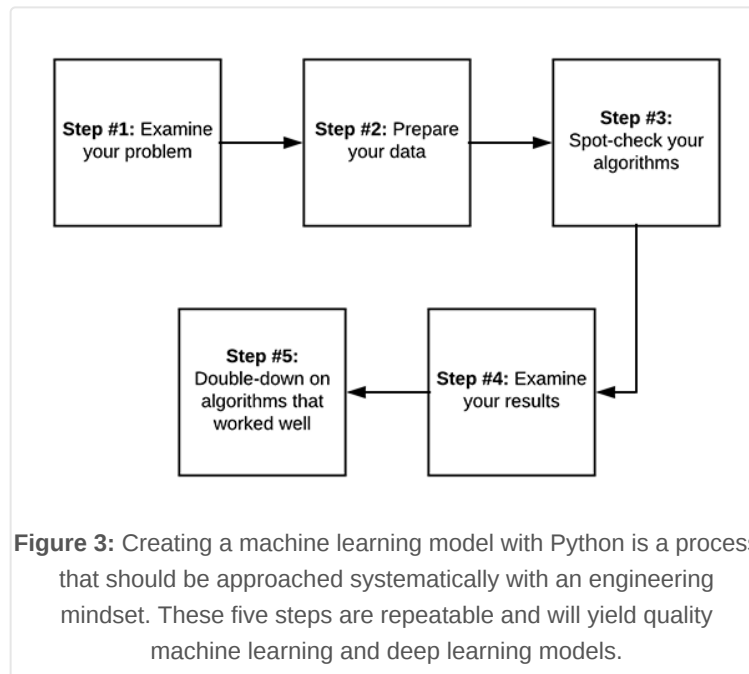 Step #1: Examine
your problem
Step #2: Prepare
your data
Step #3:
Spot-check your
algorithms
Step #4: Examine
your results
Step #5:
Double-down on
algorithms that
worked well
Figure 3: Creating a machine learning model with Python is a process
that should be approached systematically with an engineering
mindset. These five steps are repeatable and will yield quality
machine learning and deep learning models.